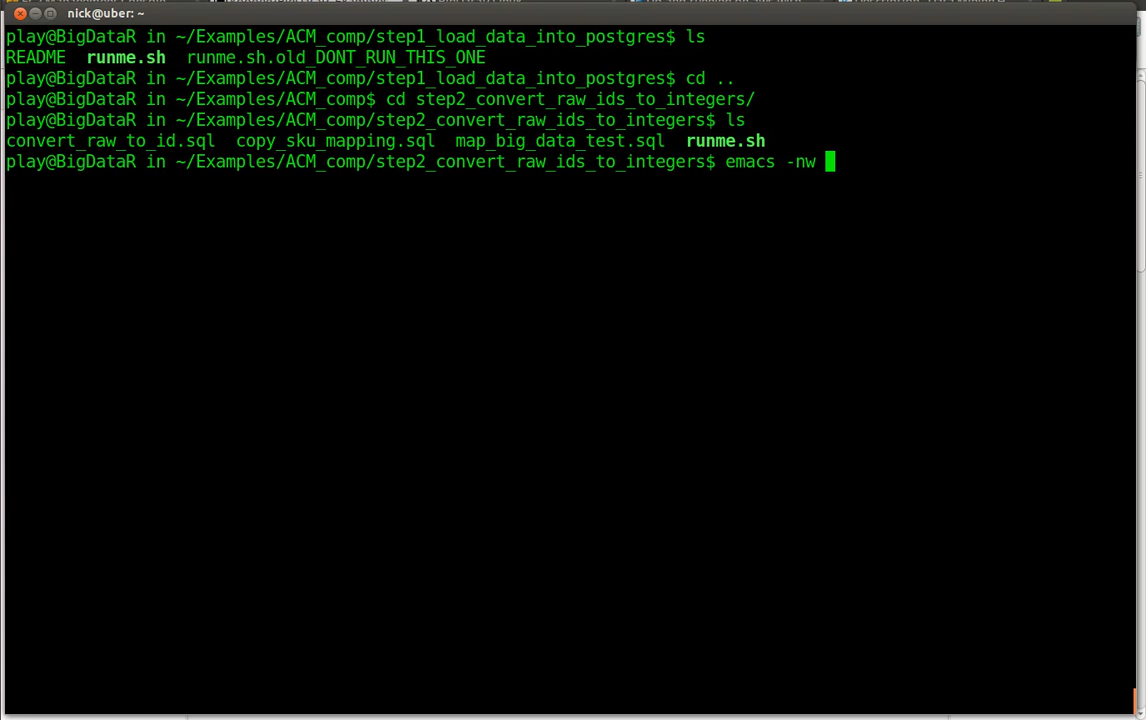 nick@uber: ~
play@BigDataR in ~/Examples/ACM_comp/step1_load_data_into_postgres$ ls
README  runme.sh  runme.sh.old_DONT_RUN_THIS_ONE
play@BigDataR in ~/Examples/ACM_comp/step1_load_data_into_postgres$ cd ..
play@BigDataR in ~/Examples/ACM_comp$ cd step2_convert_raw_ids_to_integers/
play@BigDataR in ~/Examples/ACM_comp/step2_convert_raw_ids_to_integers$ ls
convert_raw_to_id.sql  copy_sku_mapping.sql  map_big_data_test.sql  runme.sh
play@BigDataR in ~/Examples/ACM_comp/step2_convert_raw_ids_to_integers$ emacs -nw